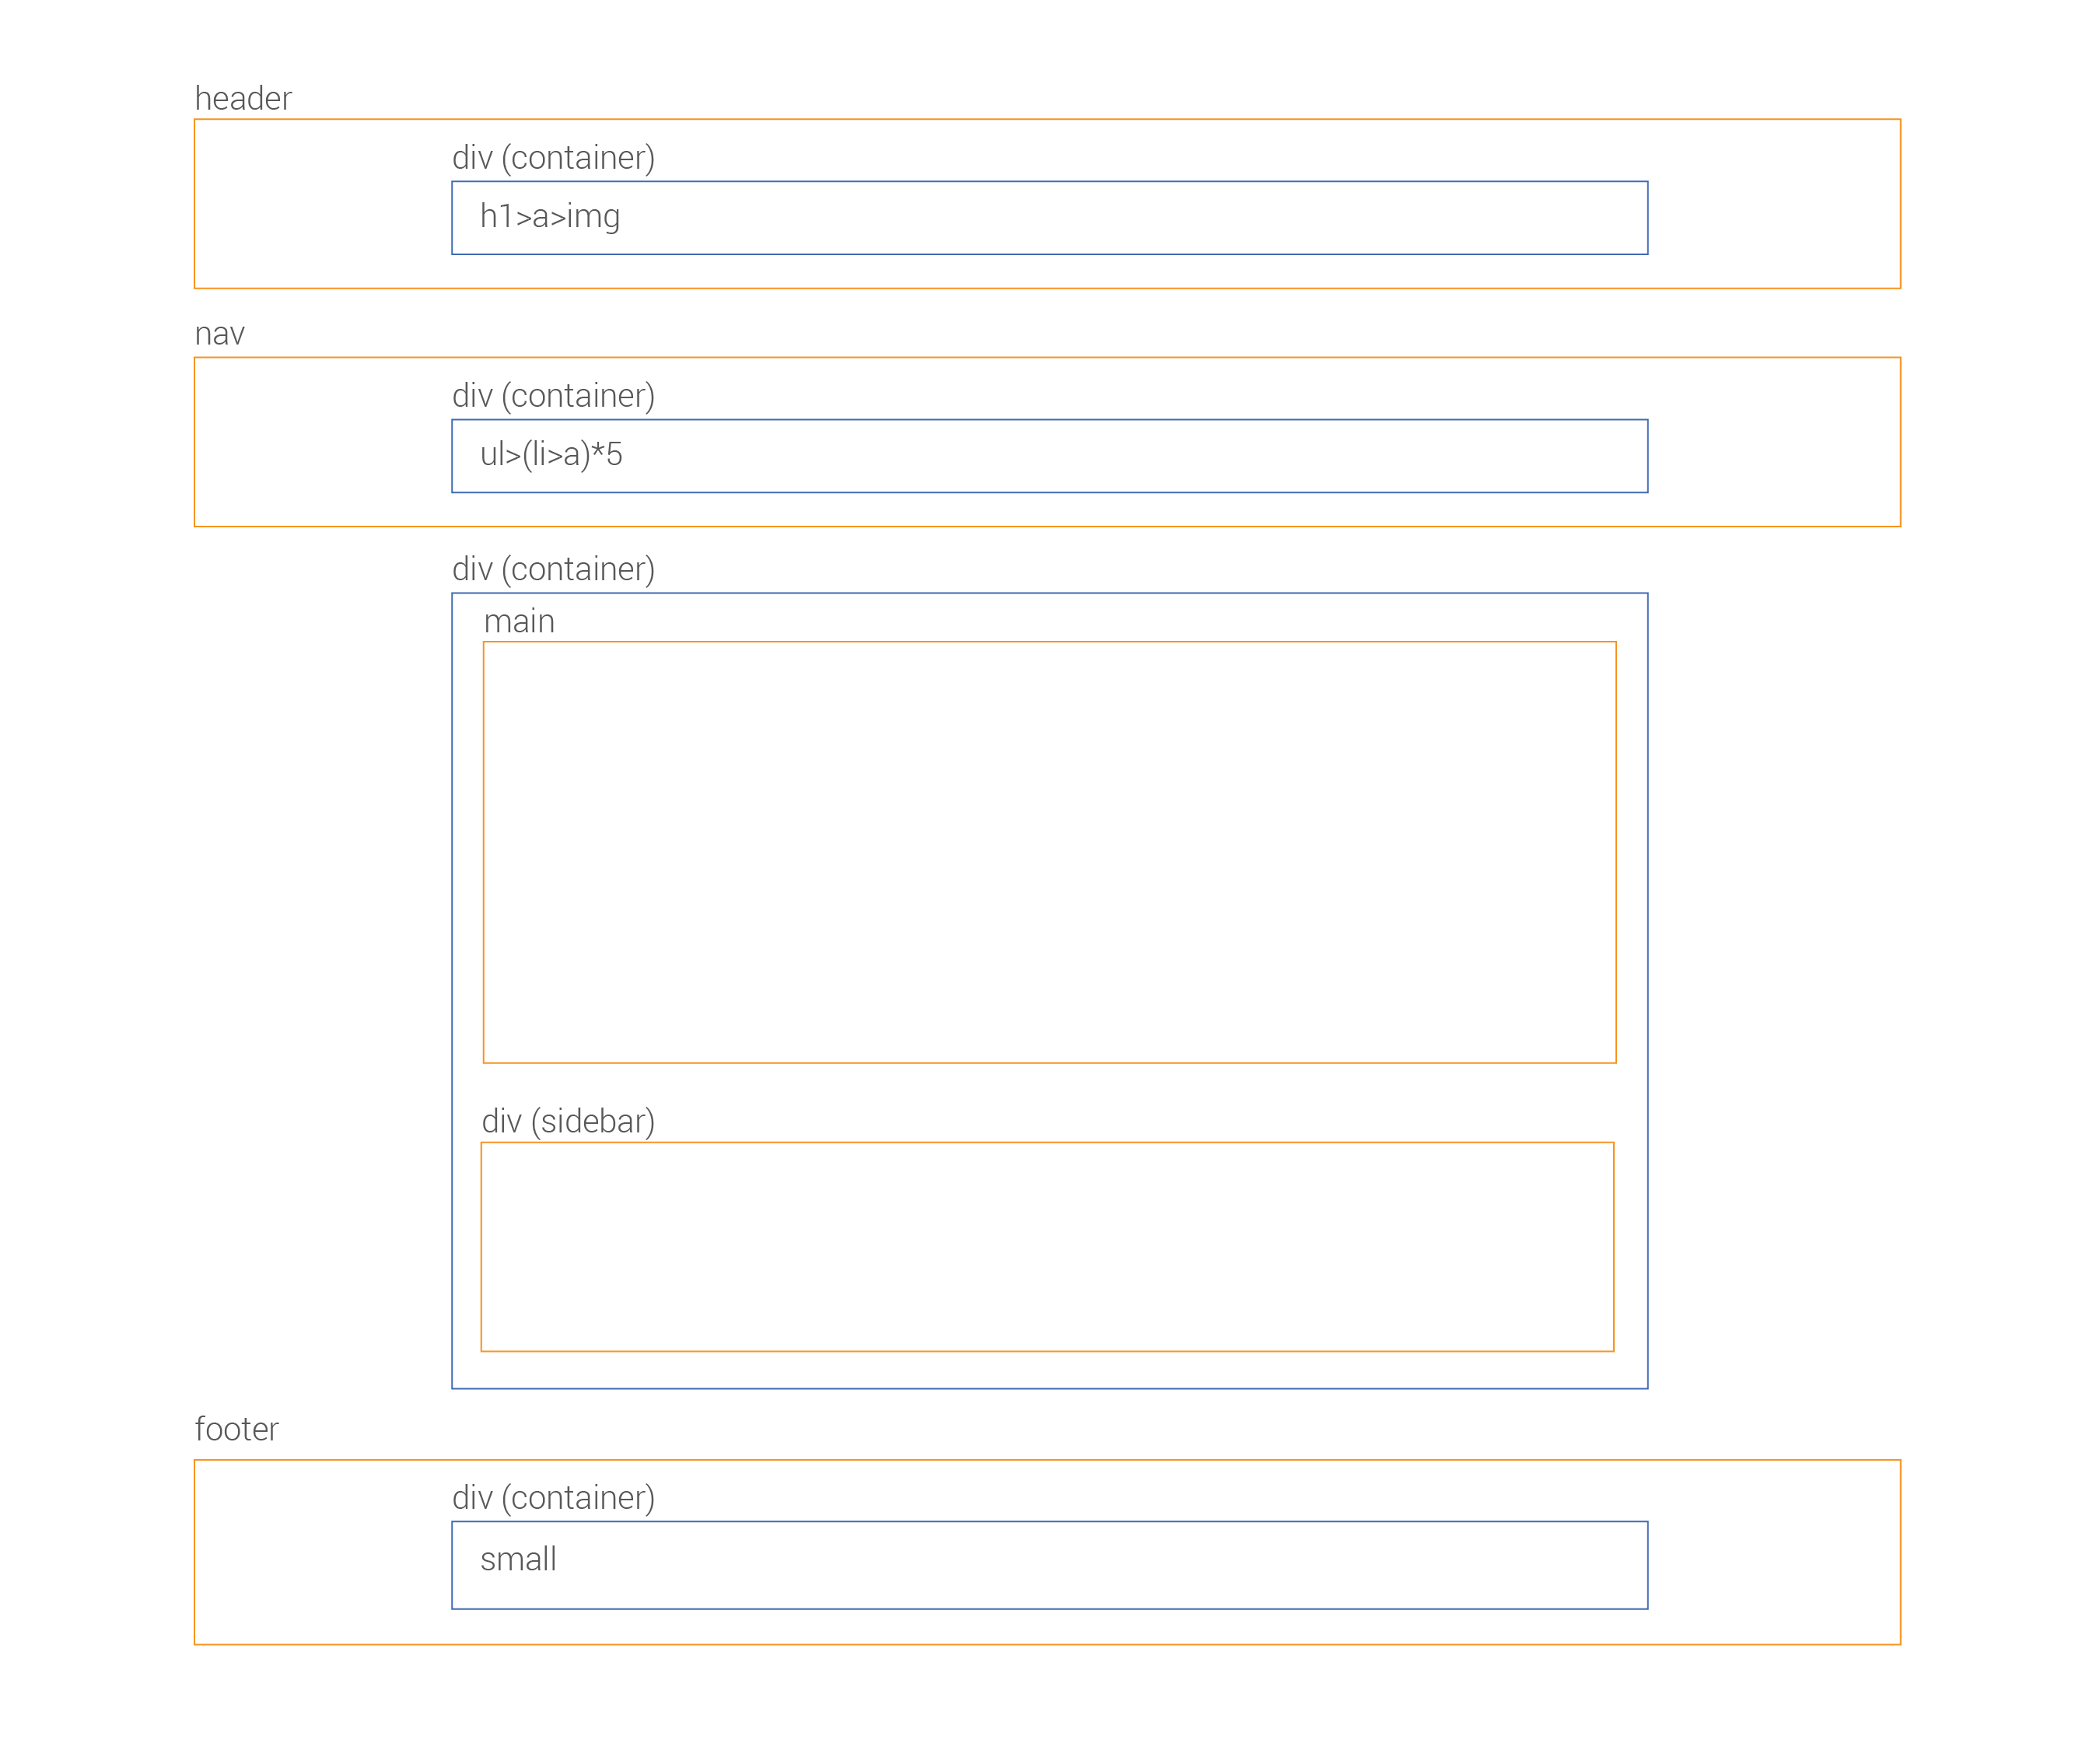 header
div (container)
h1>a>img
nav
div (container)
ul>(li>a)*5
div (container)
main
div (sidebar)
footer
div (container)
small